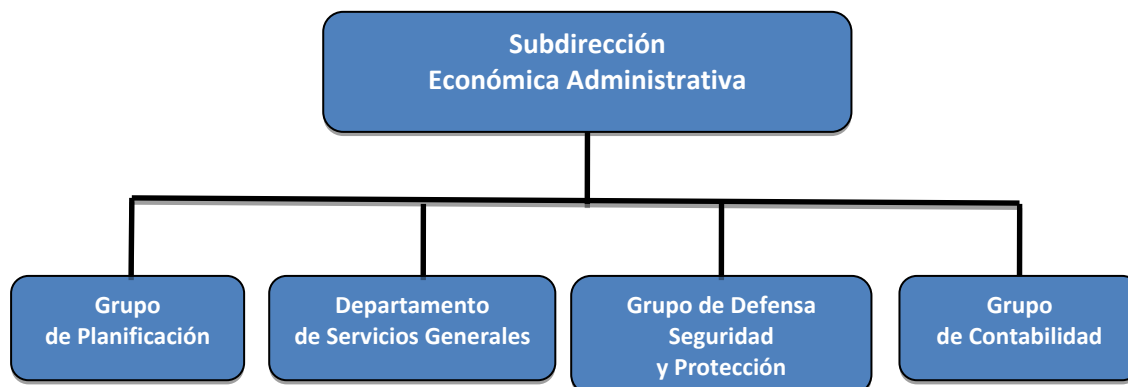 Subdirección
Económica Administrativa
Grupo
de Planificación
Departamento
de Servicios Generales
Grupo de Defensa
Seguridad
y Protección
Grupo
de Contabilidad